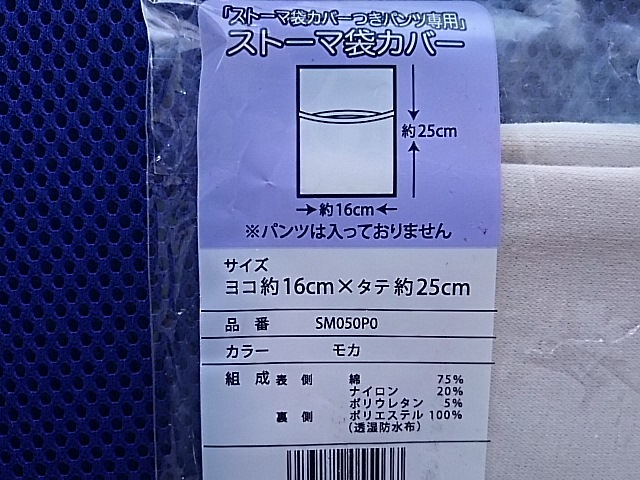 「ストーマ袋カバーつきパンツ専用」
ストーマ袋カバー
約25cm
約16cm
※パンツは入っておりません
サイズ
ヨコ約16cm×タテ約25cm
品番 SM050P0
カラー モカ
組成 表側 綿 75%
ナイロン 20%
ポリウレタン 5%
裏側 ポリエステル 100%
(透湿防水布)